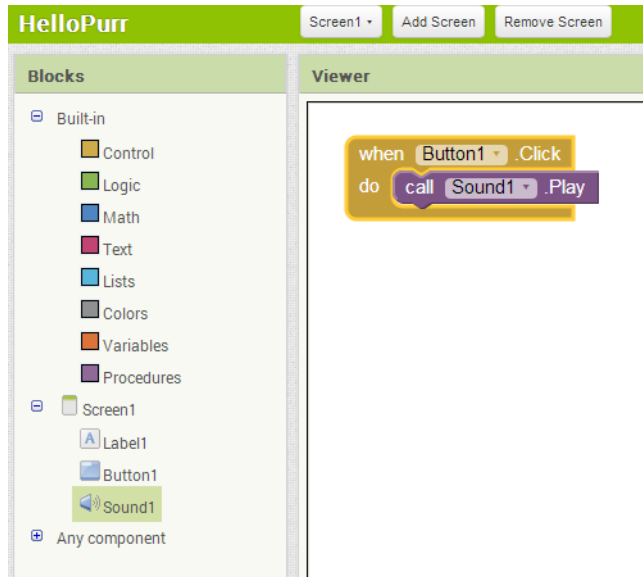 HelloPurr
Screen1
Add Screen
Remove Screen
Blocks
Viewer
Built-in
Control
Logic
Math
Text
Lists
Colors
Variables
Procedures
Screen1
A
Label1
Button1
Sound1
Any component
when Button1 .Click
do call Sound1 .Play